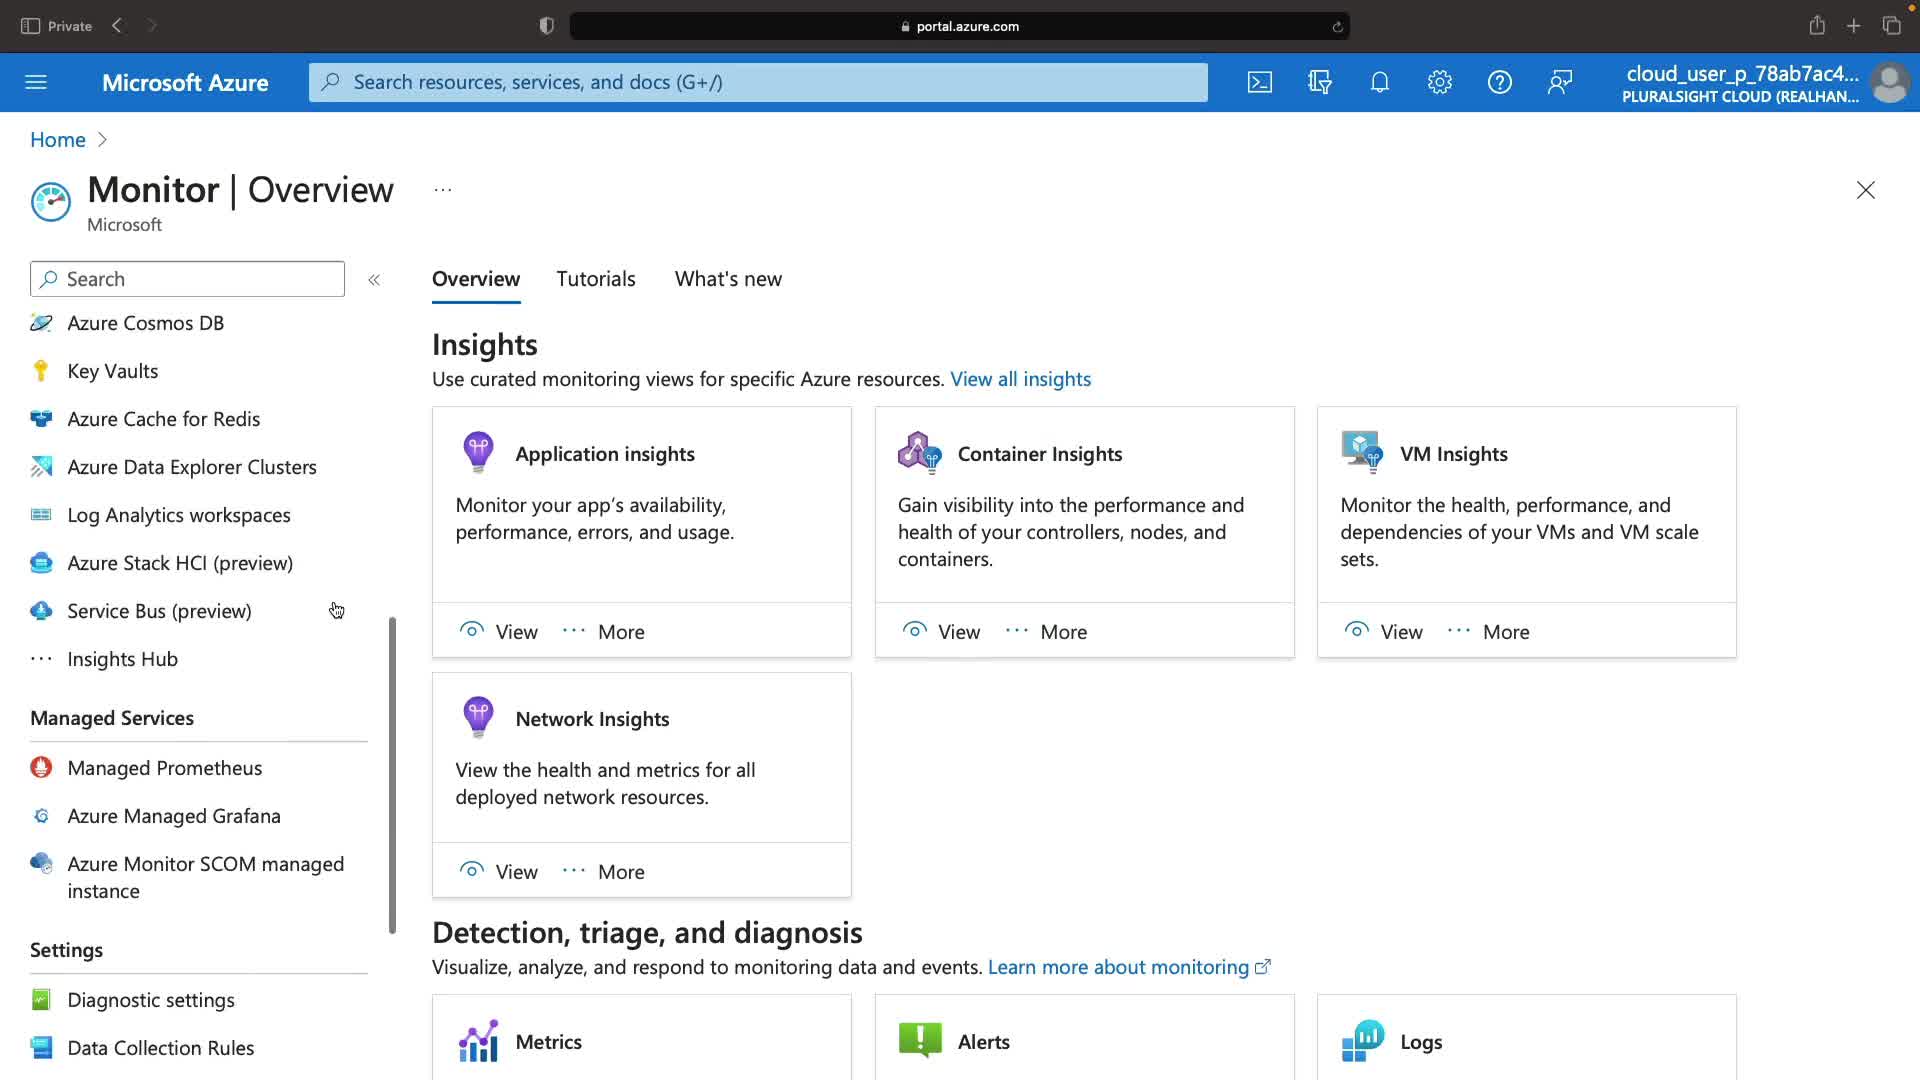 Private
portal.azure.com
Microsoft Azure
Search resources, services, and docs (G+/)
cloud_user_p_78ab7ac4...
PLURALSIGHT CLOUD (REALHAN...
Home
Monitor | Overview
Microsoft
Search
Azure Cosmos DB
Key Vaults
Azure Cache for Redis
Azure Data Explorer Clusters
Log Analytics workspaces
Azure Stack HCI (preview)
Service Bus (preview)
Insights Hub
Managed Services
Managed Prometheus
Azure Managed Grafana
Azure Monitor SCOM managed
instance
Settings
Diagnostic settings
Data Collection Rules
Overview
Tutorials
What's new
Insights
Use curated monitoring views for specific Azure resources. View all insights
Application insights
Monitor your app’s availability,
performance, errors, and usage.
View
More
Container Insights
Gain visibility into the performance and
health of your controllers, nodes, and
containers.
View
More
VM Insights
Monitor the health, performance, and
dependencies of your VMs and VM scale
sets.
View
More
Network Insights
View the health and metrics for all
deployed network resources.
View
More
Detection, triage, and diagnosis
Visualize, analyze, and respond to monitoring data and events. Learn more about monitoring
Metrics
Alerts
Logs